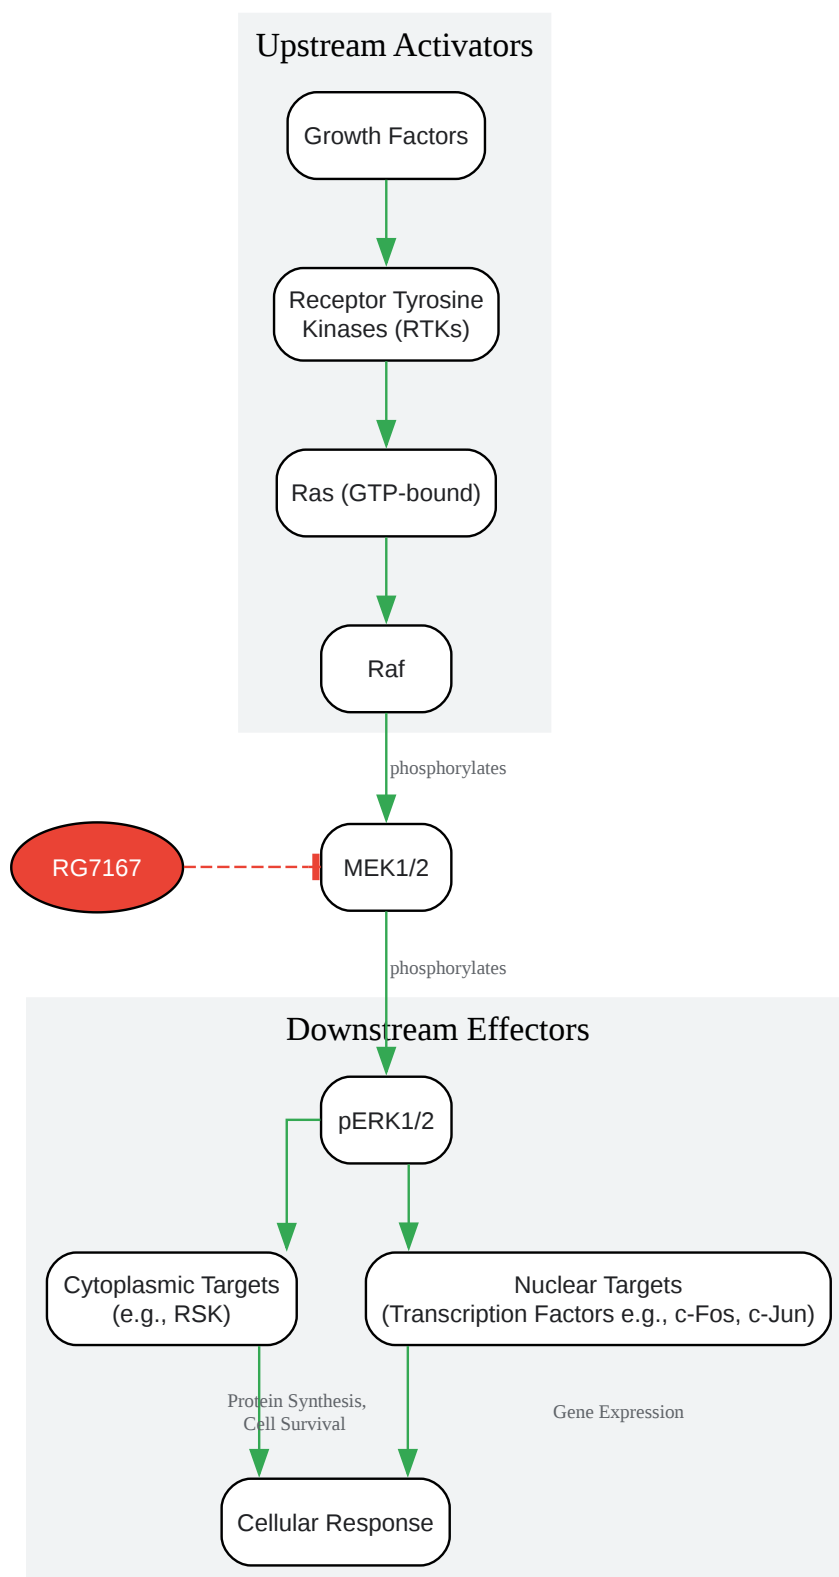 Upstream Activators
Growth Factors
Receptor Tyrosine
Kinases (RTKs)
Ras (GTP-bound)
Raf
phosphorylates
RG7167
MEK1/2
phosphorylates
Downstream Effectors
pERK1/2
Cytoplasmic Targets
(e.g., RSK)
Nuclear Targets
(Transcription Factors e.g., c-Fos, c-Jun)
Protein Synthesis,
Cell Survival
Gene Expression
Cellular Response